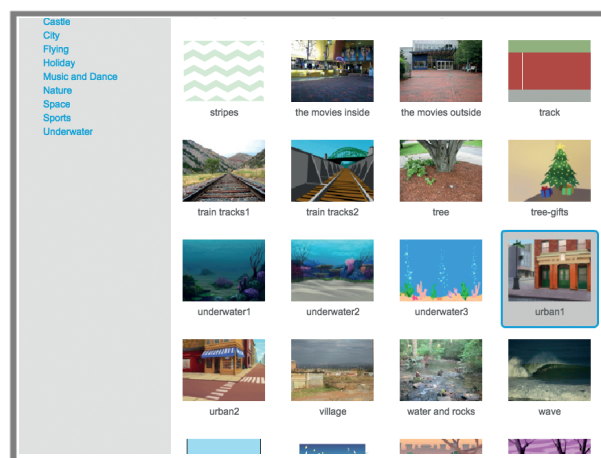 Castle
City
Flying
Holiday
Music and Dance
Nature
Space
Sports
Underwater
stripes the movies inside the movies outside track
train tracks1 train tracks2 tree tree-gifts
underwater1 underwater2 underwater3 urban1
urban2 village water and rocks wave